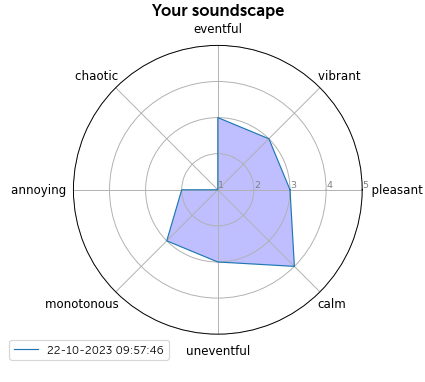 Your soundscape
eventful
chaotic
vibrant
annoying
1
2
3
4
5
pleasant
monotonous
calm
22-10-2023 09:57:46
uneventful